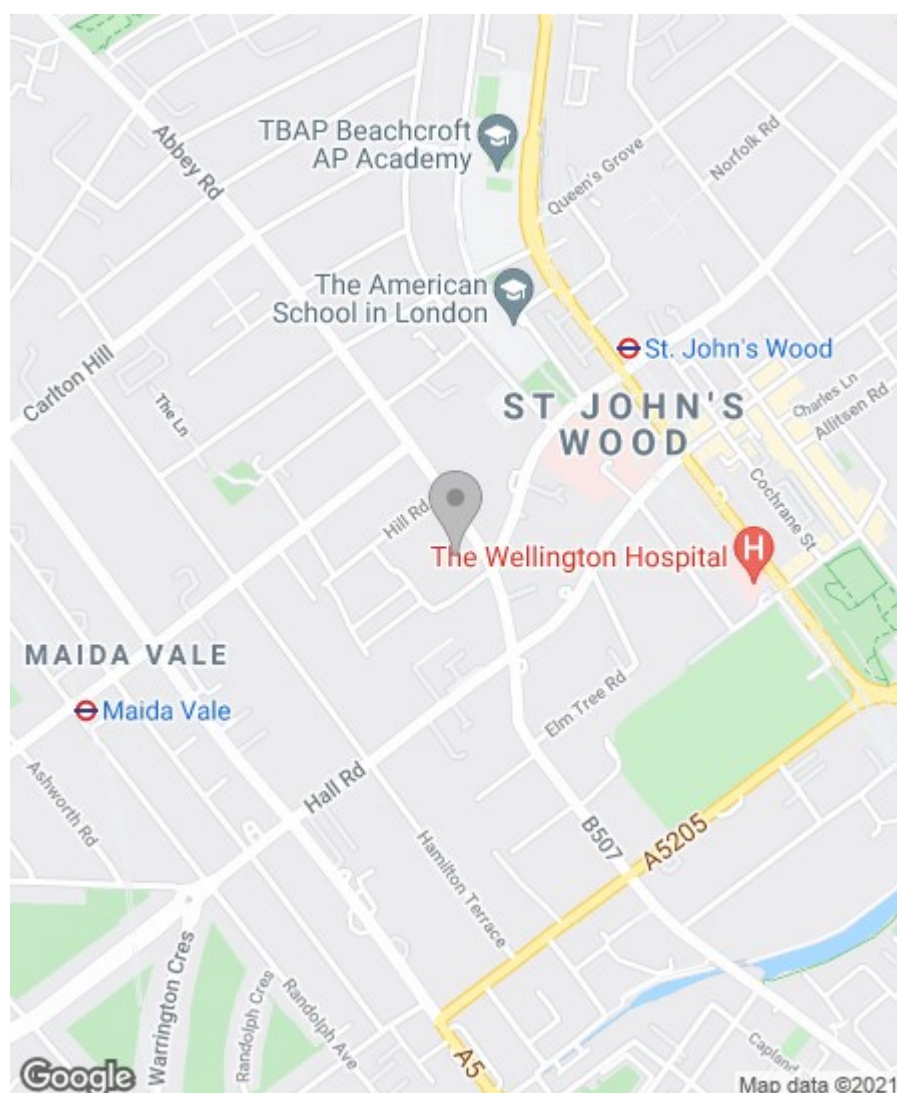 TBAP Beachcroft
AP Academy
Abbey Rd
Norfolk Rd
Queen's Grove
The American
School in London
St. John's Wood
Carlton Hill
The Ln
ST JOHN'S
WOOD
Charles Ln
Allitsen Rd
Cochrane St
Hill Rd
The Wellington Hospital
H
MAIDA VALE
Maida Vale
Elm Tree Rd
Ashworth Rd
Hall Rd
B507
A5205
Hamilton Terrace
Warrington Cres
Randolph Cres
Randolph Ave
A5
Capland St
Google
Map data ©2021